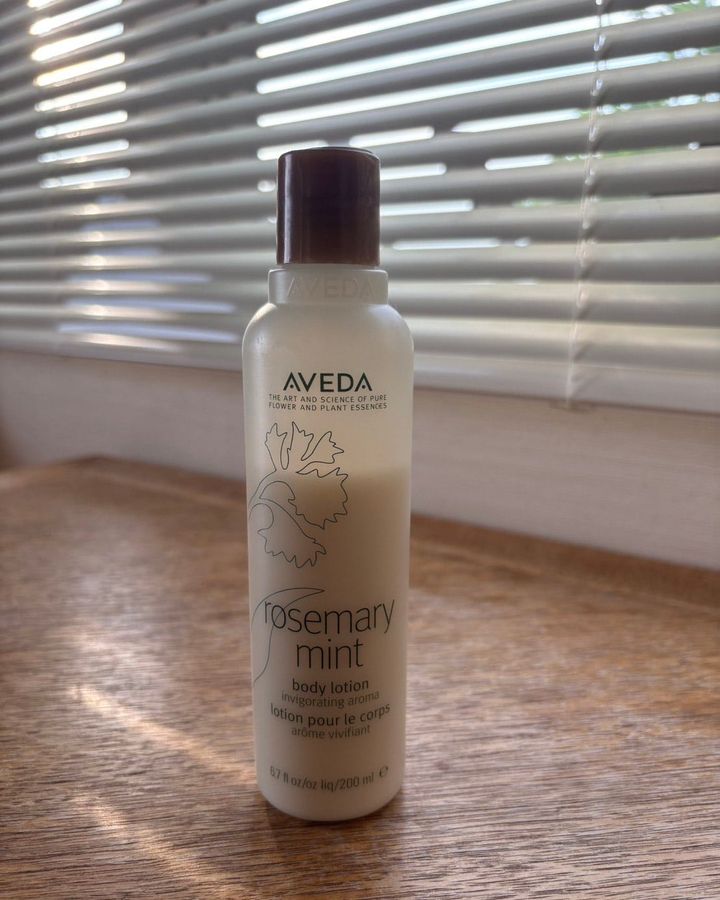 AVEDA
AVEDA
THE ART AND SCIENCE OF PURE
FLOWER AND PLANT ESSENCES
rosemary
mint
body lotion
invigorating aroma
lotion pour le corps
arôme vivifiant
6.7 fl oz/oz liq/200 ml ℮